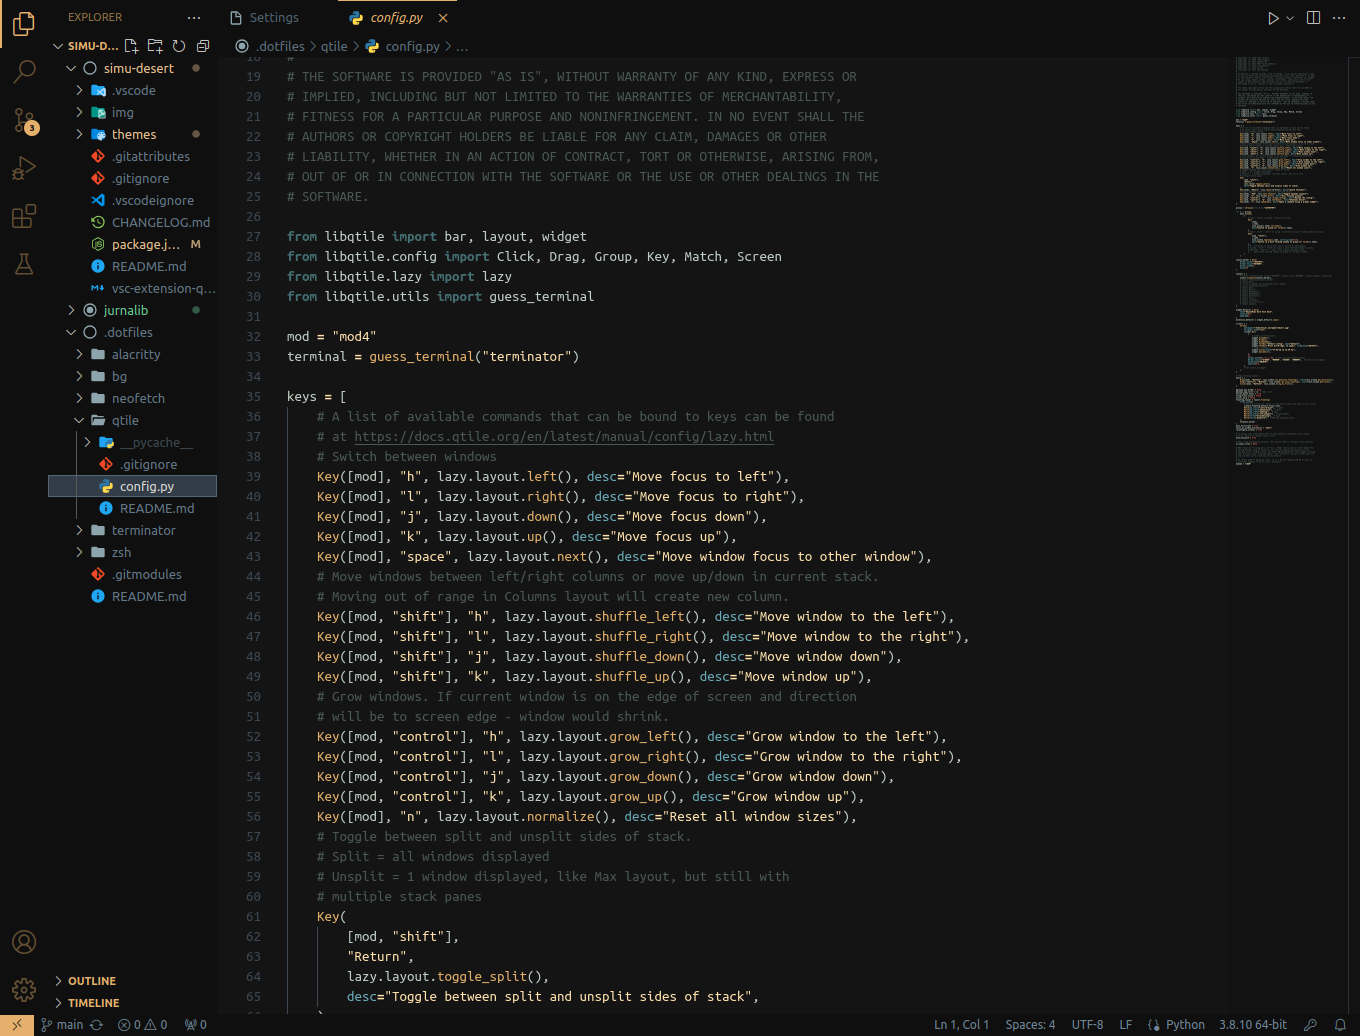 EXPLORER
SIMU-D...
simu-desert
.vscode
img
themes
.gitattributes
.gitignore
.vscodeignore
CHANGELOG.md
package.j... M
README.md
vsc-extension-q...
jurnalib
.dotfiles
alacritty
bg
neofetch
qtile
__pycache__
.gitignore
config.py
README.md
terminator
zsh
.gitmodules
README.md
OUTLINE
TIMELINE
3
Settings
config.py
.dotfiles > qtile > config.py > ...
18 #
19 # THE SOFTWARE IS PROVIDED "AS IS", WITHOUT WARRANTY OF ANY KIND, EXPRESS OR
20 # IMPLIED, INCLUDING BUT NOT LIMITED TO THE WARRANTIES OF MERCHANTABILITY,
21 # FITNESS FOR A PARTICULAR PURPOSE AND NONINFRINGEMENT. IN NO EVENT SHALL THE
22 # AUTHORS OR COPYRIGHT HOLDERS BE LIABLE FOR ANY CLAIM, DAMAGES OR OTHER
23 # LIABILITY, WHETHER IN AN ACTION OF CONTRACT, TORT OR OTHERWISE, ARISING FROM,
24 # OUT OF OR IN CONNECTION WITH THE SOFTWARE OR THE USE OR OTHER DEALINGS IN THE
25 # SOFTWARE.
26
27 from libqtile import bar, layout, widget
28 from libqtile.config import Click, Drag, Group, Key, Match, Screen
29 from libqtile.lazy import lazy
30 from libqtile.utils import guess_terminal
31
32 mod = "mod4"
33 terminal = guess_terminal("terminator")
34
35 keys = [
36 # A list of available commands that can be bound to keys can be found
37 # at https://docs.qtile.org/en/latest/manual/config/lazy.html
38 # Switch between windows
39 Key([mod], "h", lazy.layout.left(), desc="Move focus to left"),
40 Key([mod], "l", lazy.layout.right(), desc="Move focus to right"),
41 Key([mod], "j", lazy.layout.down(), desc="Move focus down"),
42 Key([mod], "k", lazy.layout.up(), desc="Move focus up"),
43 Key([mod], "space", lazy.layout.next(), desc="Move window focus to other window"),
44 # Move windows between left/right columns or move up/down in current stack.
45 # Moving out of range in Columns layout will create new column.
46 Key([mod, "shift"], "h", lazy.layout.shuffle_left(), desc="Move window to the left"),
47 Key([mod, "shift"], "l", lazy.layout.shuffle_right(), desc="Move window to the right"),
48 Key([mod, "shift"], "j", lazy.layout.shuffle_down(), desc="Move window down"),
49 Key([mod, "shift"], "k", lazy.layout.shuffle_up(), desc="Move window up"),
50 # Grow windows. If current window is on the edge of screen and direction
51 # will be to screen edge - window would shrink.
52 Key([mod, "control"], "h", lazy.layout.grow_left(), desc="Grow window to the left"),
53 Key([mod, "control"], "l", lazy.layout.grow_right(), desc="Grow window to the right"),
54 Key([mod, "control"], "j", lazy.layout.grow_down(), desc="Grow window down"),
55 Key([mod, "control"], "k", lazy.layout.grow_up(), desc="Grow window up"),
56 Key([mod], "n", lazy.layout.normalize(), desc="Reset all window sizes"),
57 # Toggle between split and unsplit sides of stack.
58 # Split = all windows displayed
59 # Unsplit = 1 window displayed, like Max layout, but still with
60 # multiple stack panes
61 Key(
62 [mod, "shift"],
63 "Return",
64 lazy.layout.toggle_split(),
65 desc="Toggle between split and unsplit sides of stack",
main 0 0 0 Ln 1, Col 1 Spaces: 4 UTF-8 LF Python 3.8.10 64-bit